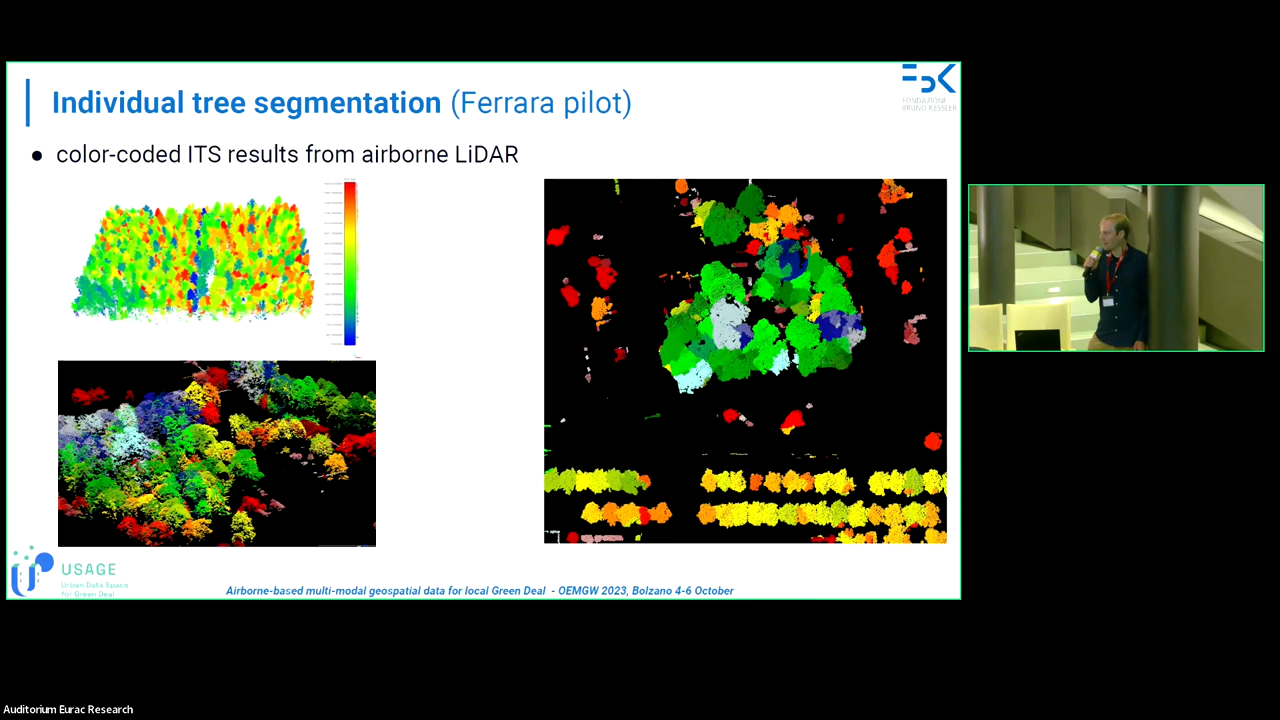 Individual tree segmentation (Ferrara pilot)
FBK
FONDAZIONE
BRUNO KESSLER
● color-coded ITS results from airborne LiDAR
USAGE
Urban Data Space
for Green Deal
Airborne-based multi-modal geospatial data for local Green Deal - OEMGW 2023, Bolzano 4-6 October
Auditorium Eurac Research